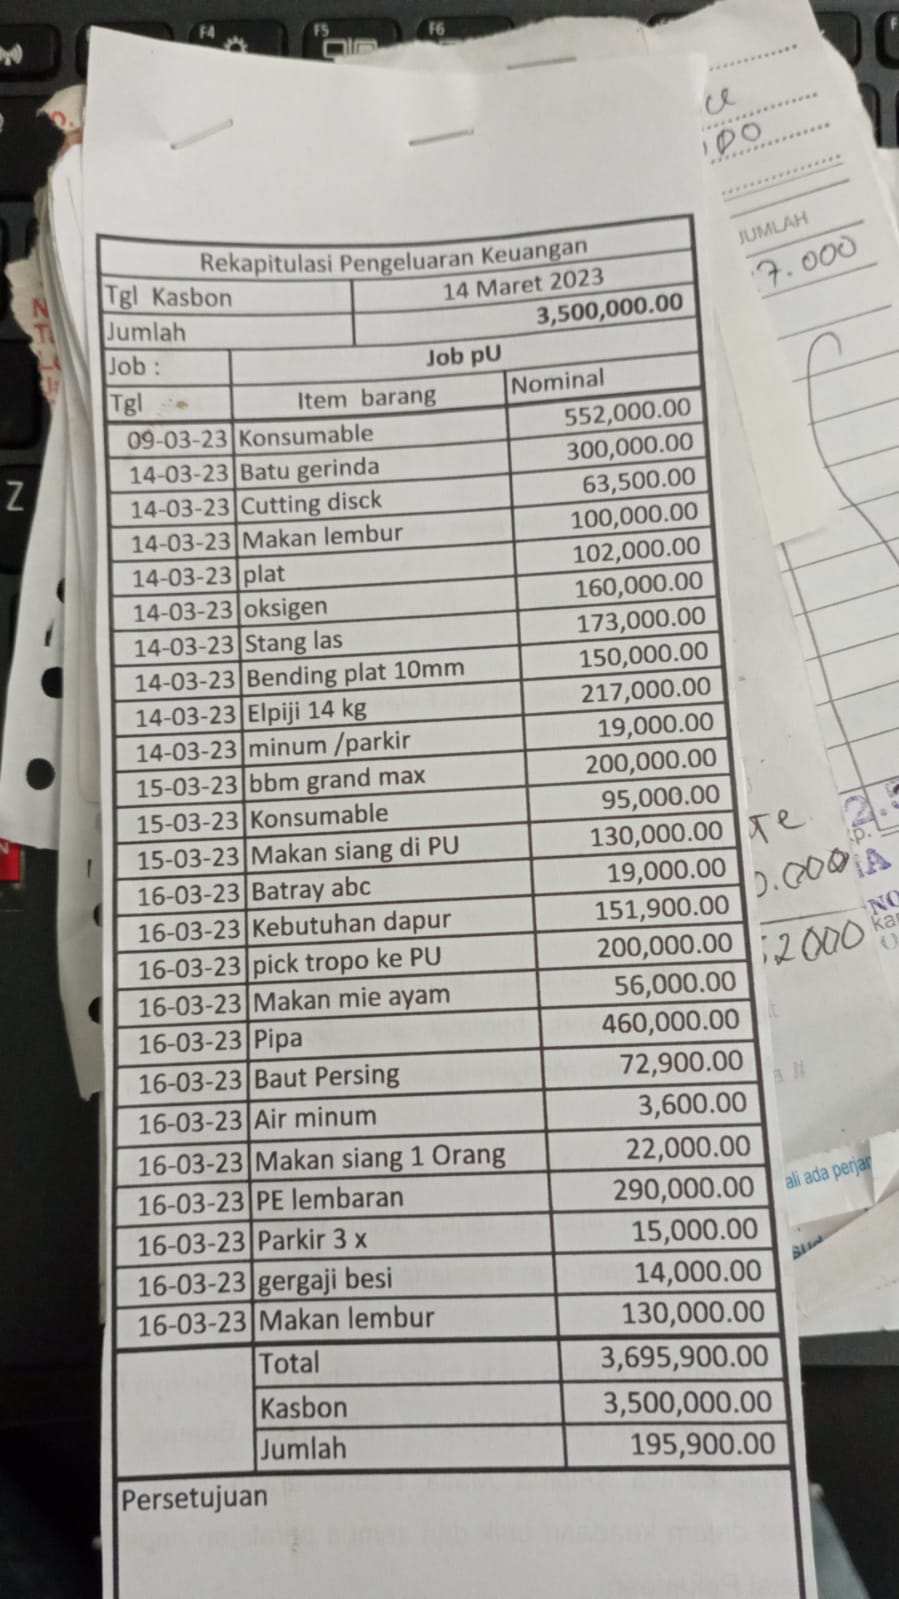 F4
F5
F6
Z
Rekapitulasi Pengeluaran Keuangan
Tgl Kasbon 14 Maret 2023
Jumlah 3,500,000.00
Job : Job pU
Tgl Item barang Nominal
09-03-23 Konsumable 552,000.00
14-03-23 Batu gerinda 300,000.00
14-03-23 Cutting disck 63,500.00
14-03-23 Makan lembur 100,000.00
14-03-23 plat 102,000.00
14-03-23 oksigen 160,000.00
14-03-23 Stang las 173,000.00
14-03-23 Bending plat 10mm 150,000.00
14-03-23 Elpiji 14 kg 217,000.00
14-03-23 minum /parkir 19,000.00
15-03-23 bbm grand max 200,000.00
15-03-23 Konsumable 95,000.00
15-03-23 Makan siang di PU 130,000.00
16-03-23 Batray abc 19,000.00
16-03-23 Kebutuhan dapur 151,900.00
16-03-23 pick tropo ke PU 200,000.00
16-03-23 Makan mie ayam 56,000.00
16-03-23 Pipa 460,000.00
16-03-23 Baut Persing 72,900.00
16-03-23 Air minum 3,600.00
16-03-23 Makan siang 1 Orang 22,000.00
16-03-23 PE lembaran 290,000.00
16-03-23 Parkir 3 x 15,000.00
16-03-23 gergaji besi 14,000.00
16-03-23 Makan lembur 130,000.00
Total 3,695,900.00
Kasbon 3,500,000.00
Jumlah 195,900.00
Persetujuan
JUMLAH
7.000
2000
ali ada perjan